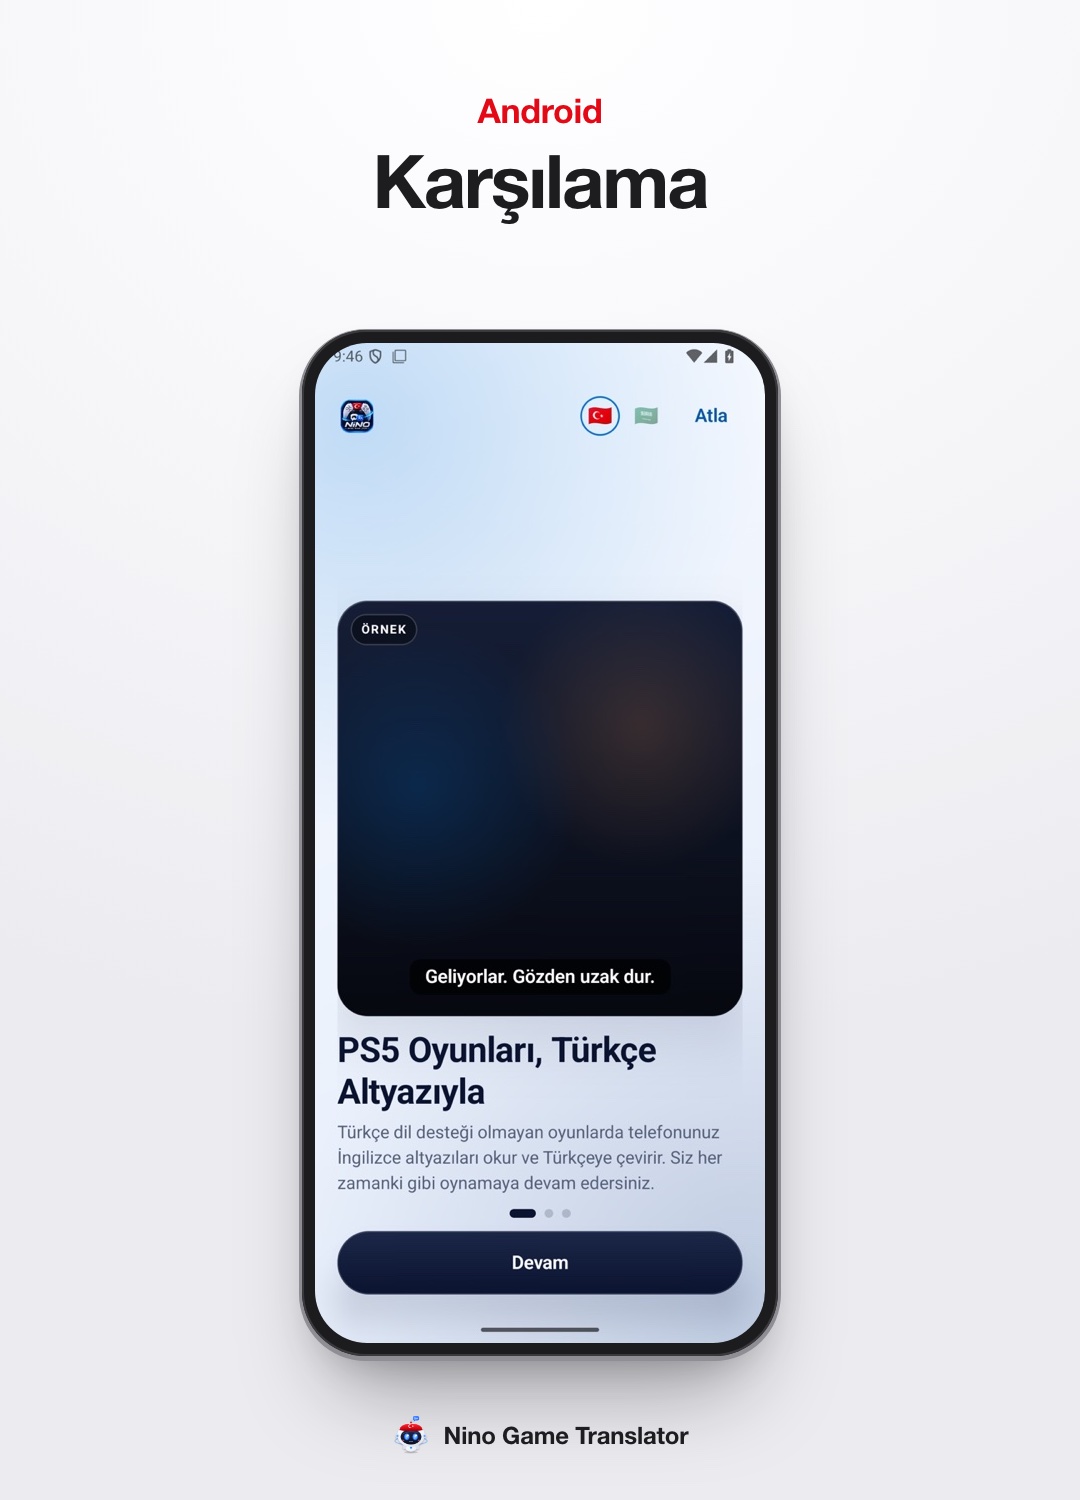 Android
Karşılama
9:46
NiNO
Atla
ÖRNEK
Geliyorlar. Gözden uzak dur.
PS5 Oyunları, Türkçe
Altyazıyla
Türkçe dil desteği olmayan oyunlarda telefonunuz
İngilizce altyazıları okur ve Türkçeye çevirir. Siz her
zamanki gibi oynamaya devam edersiniz.
Devam
Nino Game Translator